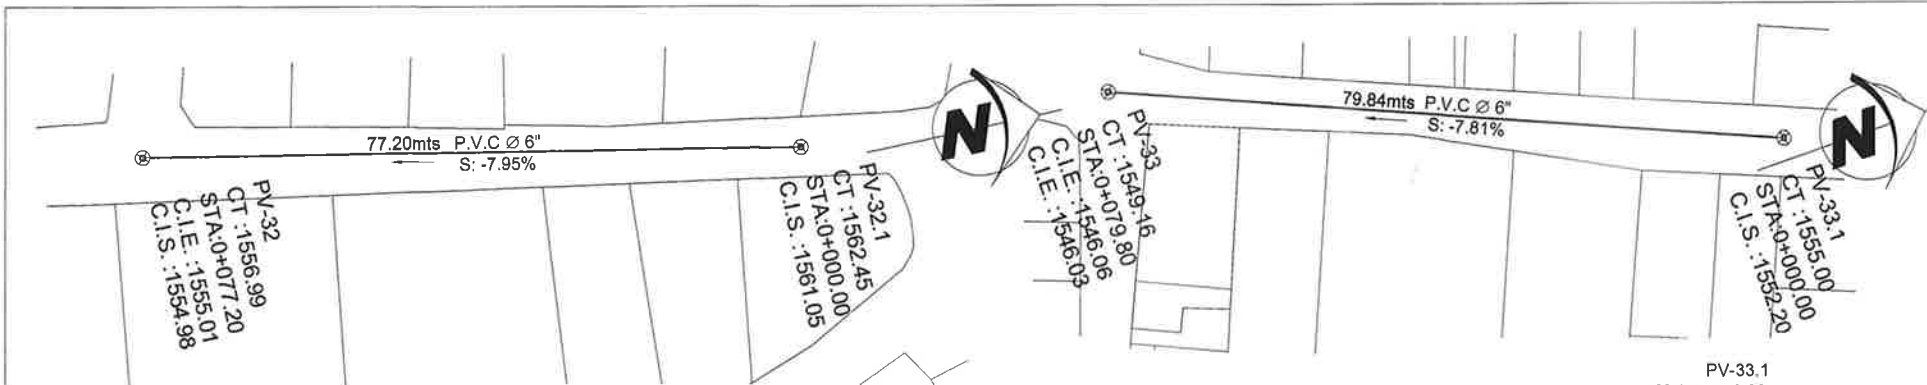 77.20mts P.V.C Ø 6"
S: -7.95%
PV-32
CT :1556.99
STA:0+077.20
C.I.E. :1555.01
C.I.S. :1554.98
PV-32.1
CT :1562.45
STA:0+000.00
C.I.S. :1561.05
N
79.84mts P.V.C Ø 6"
S: -7.81%
PV-33
CT :1549.16
STA:0+079.80
C.I.E. :1546.06
C.I.E. :1546.03
PV-33.1
CT :1555.00
STA:0+000.00
C.I.S. :1552.20
N
PV-33.1